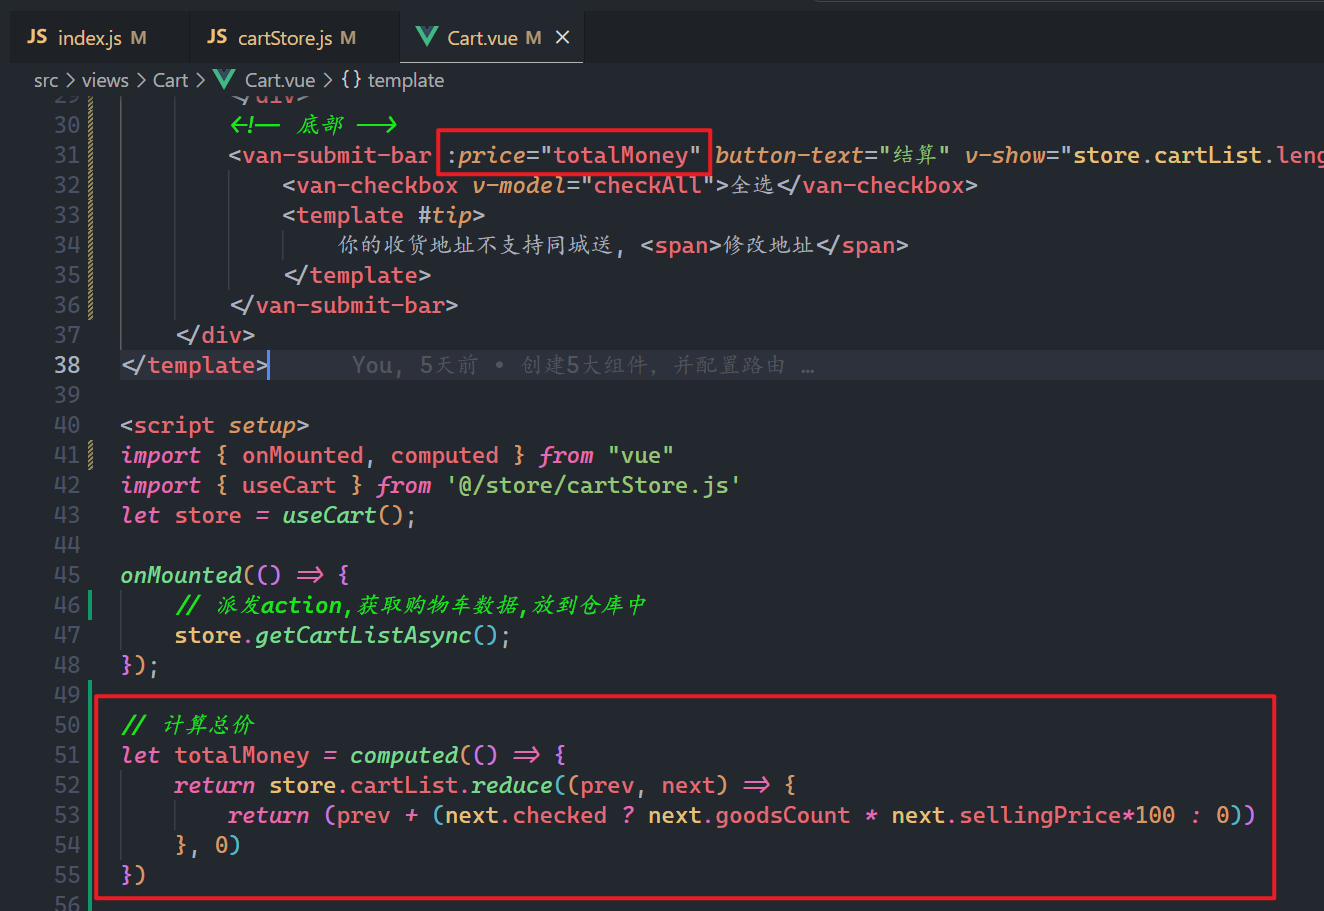 JS index.js M JS cartStore.js M Cart.vue M ×
src > views > Cart > Cart.vue > {} template
29 </div>
30 <!-- 底部 -->
31 <van-submit-bar :price="totalMoney" button-text="结算" v-show="store.cartList.leng
32 <van-checkbox v-model="checkAll">全选</van-checkbox>
33 <template #tip>
34 你的收货地址不支持同城送, <span>修改地址</span>
35 </template>
36 </van-submit-bar>
37 </div>
38 </template> You, 5天前 • 创建5大组件, 并配置路由 …
39
40 <script setup>
41 import { onMounted, computed } from "vue"
42 import { useCart } from '@/store/cartStore.js'
43 let store = useCart();
44
45 onMounted(() => {
46 // 派发action,获取购物车数据,放到仓库中
47 store.getCartListAsync();
48 });
49
50 // 计算总价
51 let totalMoney = computed(() => {
52 return store.cartList.reduce((prev, next) => {
53 return (prev + (next.checked ? next.goodsCount * next.sellingPrice*100 : 0))
54 }, 0)
55 })
56